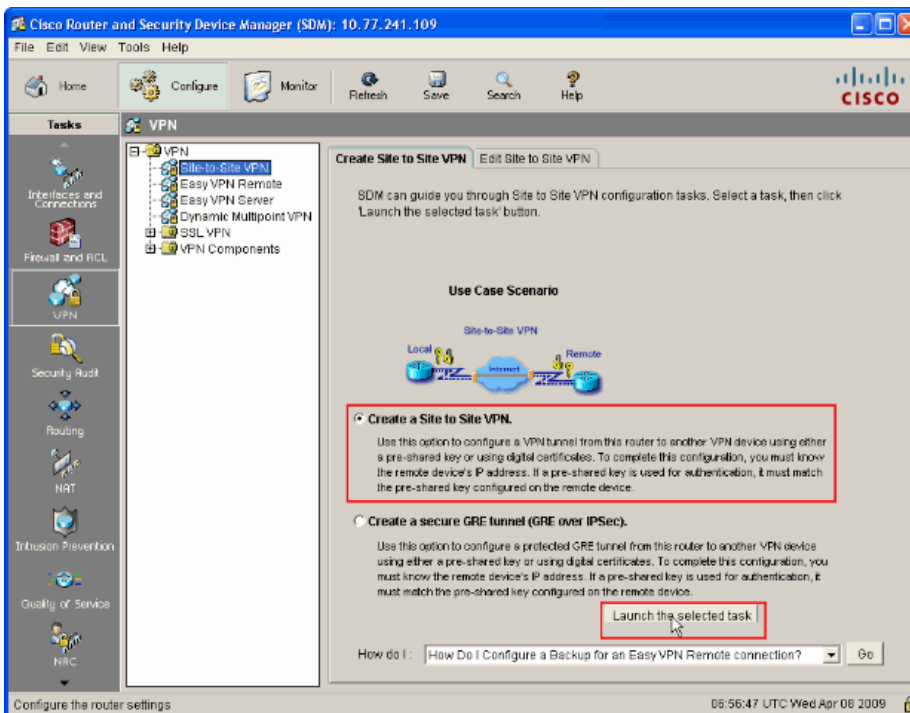 Cisco Router and Security Device Manager (SDM): 10.77.241.109
File Edit View Tools Help
Home Configure Monitor Refresh Save Search Help
CISCO
Tasks
VPN
Interfaces and Connections
Firewall and ACL
VPN
Security Audit
Routing
NAT
Intrusion Prevention
Quality of Service
NAC
VPN
Site-to-Site VPN
Easy VPN Remote
Easy VPN Server
Dynamic Multipoint VPN
SSL VPN
VPN Components
Create Site to Site VPN Edit Site to Site VPN
SDM can guide you through Site to Site VPN configuration tasks. Select a task, then click
'Launch the selected task' button.
Use Case Scenario
Site-to-Site VPN
Local Internet Remote
Create a Site to Site VPN.
Use this option to configure a VPN tunnel from this router to another VPN device using either
a pre-shared key or using digital certificates. To complete this configuration, you must know
the remote device's IP address. If a pre-shared key is used for authentication, it must match
the pre-shared key configured on the remote device.
Create a secure GRE tunnel (GRE over IPSec).
Use this option to configure a protected GRE tunnel from this router to another VPN device
using either a pre-shared key or using digital certificates. To complete this configuration, you
must know the remote device's IP address. If a pre-shared key is used for authentication, it
must match the pre-shared key configured on the remote device.
Launch the selected task
How do I : How Do I Configure a Backup for an Easy VPN Remote connection? Go
Configure the router settings 06:56:47 UTC Wed Apr 08 2009